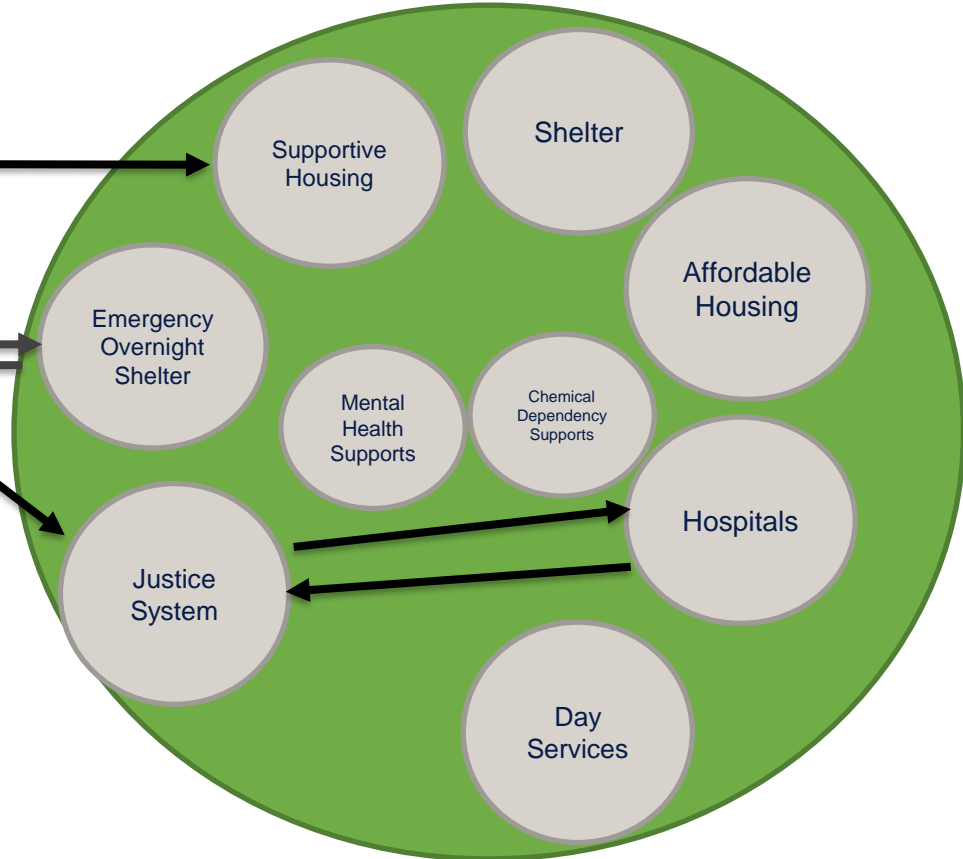 Supportive
Housing
Shelter
Affordable
Housing
Emergency
Overnight
Shelter
Mental
Health
Supports
Chemical
Dependency
Supports
Hospitals
Justice
System
Day
Services